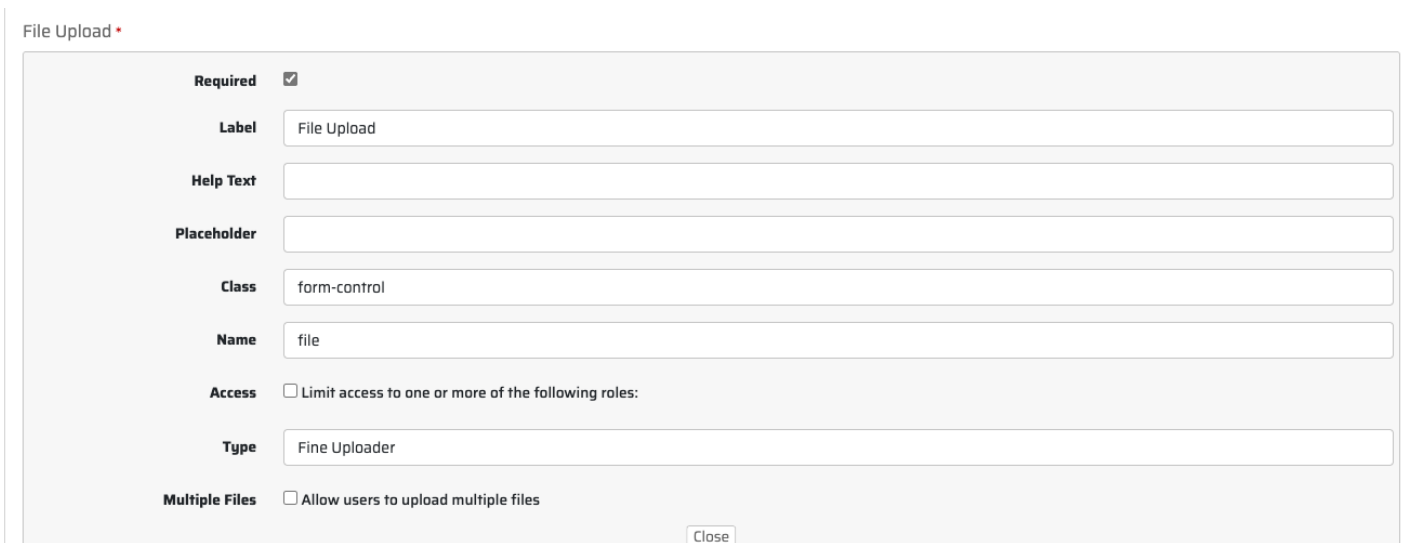 File Upload *
Required
Label File Upload
Help Text
Placeholder
Class form-control
Name file
Access Limit access to one or more of the following roles:
Type Fine Uploader
Multiple Files Allow users to upload multiple files
Close